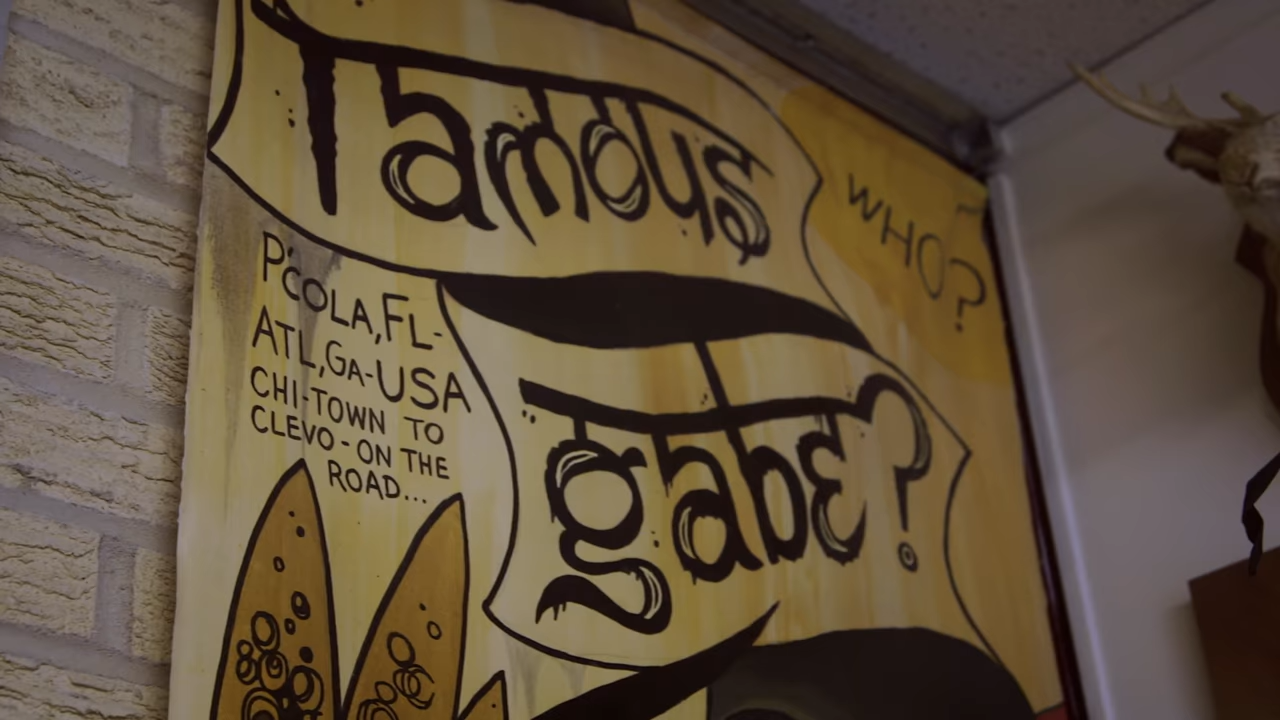 Famous
WHO?
gabe?
P'COLA, FL-
ATL, GA-USA
CHI-TOWN TO
CLEVO-ON THE
ROAD...